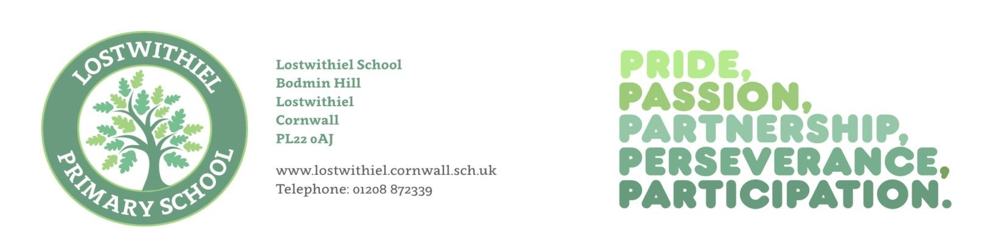 LOSTWITHIEL
PRIMARY SCHOOL
Lostwithiel School
Bodmin Hill
Lostwithiel
Cornwall
PL22 0AJ
www.lostwithiel.cornwall.sch.uk
Telephone: 01208 872339
PRIDE,
PASSION,
PARTNERSHIP,
PERSEVERANCE,
PARTICIPATION.